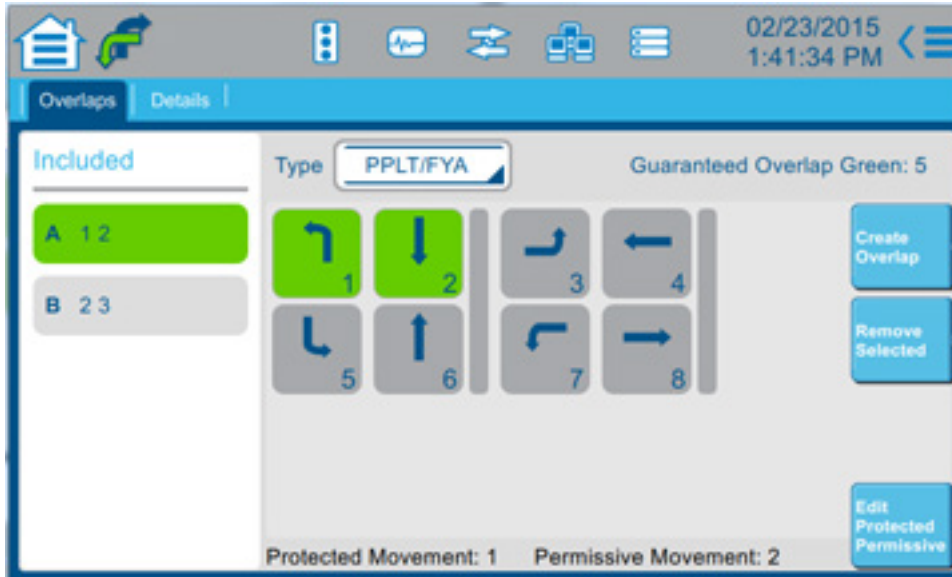 02/23/2015
1:41:34 PM
Overlaps Details
Included
Type PPLT/FYA Guaranteed Overlap Green: 5
A 1 2
B 2 3
1 2 3 4
5 6 7 8
Create
Overlap
Remove
Selected
Edit
Protected
Permissive
Protected Movement: 1 Permissive Movement: 2